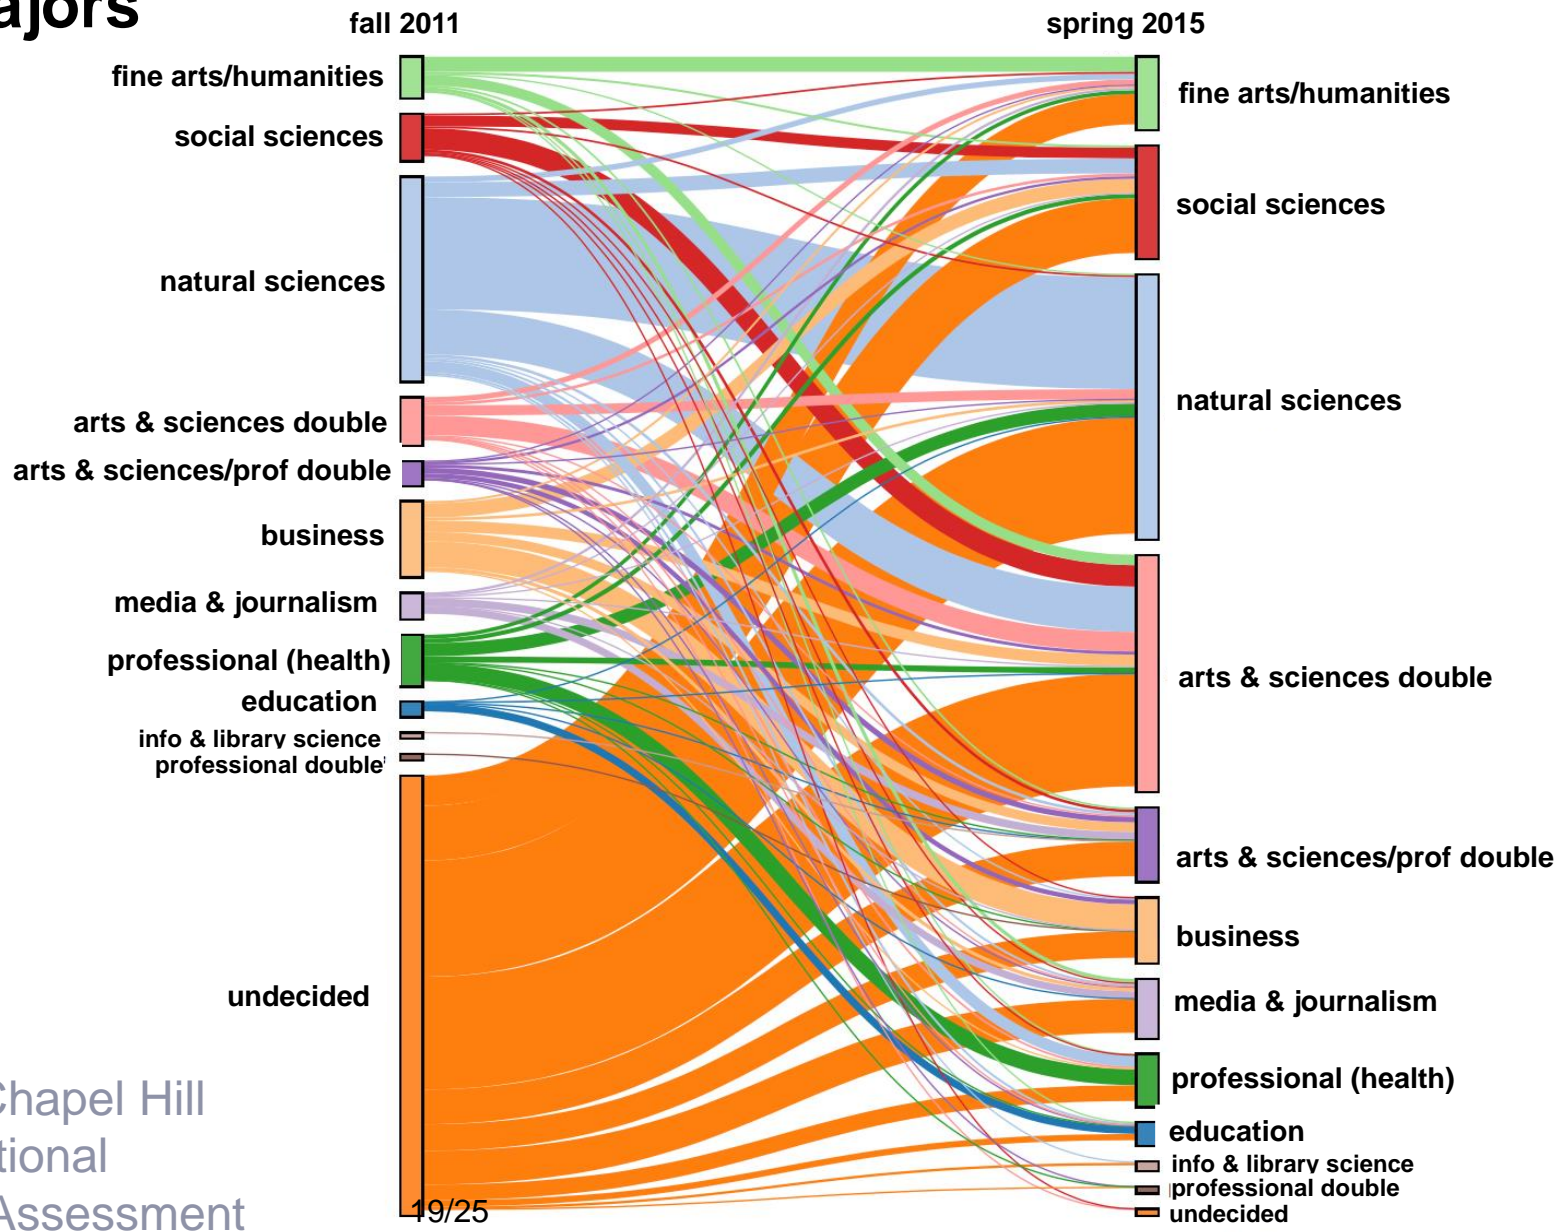 ajors
fall 2011
spring 2015
fine arts/humanities
social sciences
natural sciences
arts & sciences double
arts & sciences/prof double
business
media & journalism
professional (health)
education
info & library science
professional double
undecided
fine arts/humanities
social sciences
natural sciences
arts & sciences double
arts & sciences/prof double
business
media & journalism
professional (health)
education
info & library science
professional double
undecided
Chapel Hill
tional
Assessment
19/25